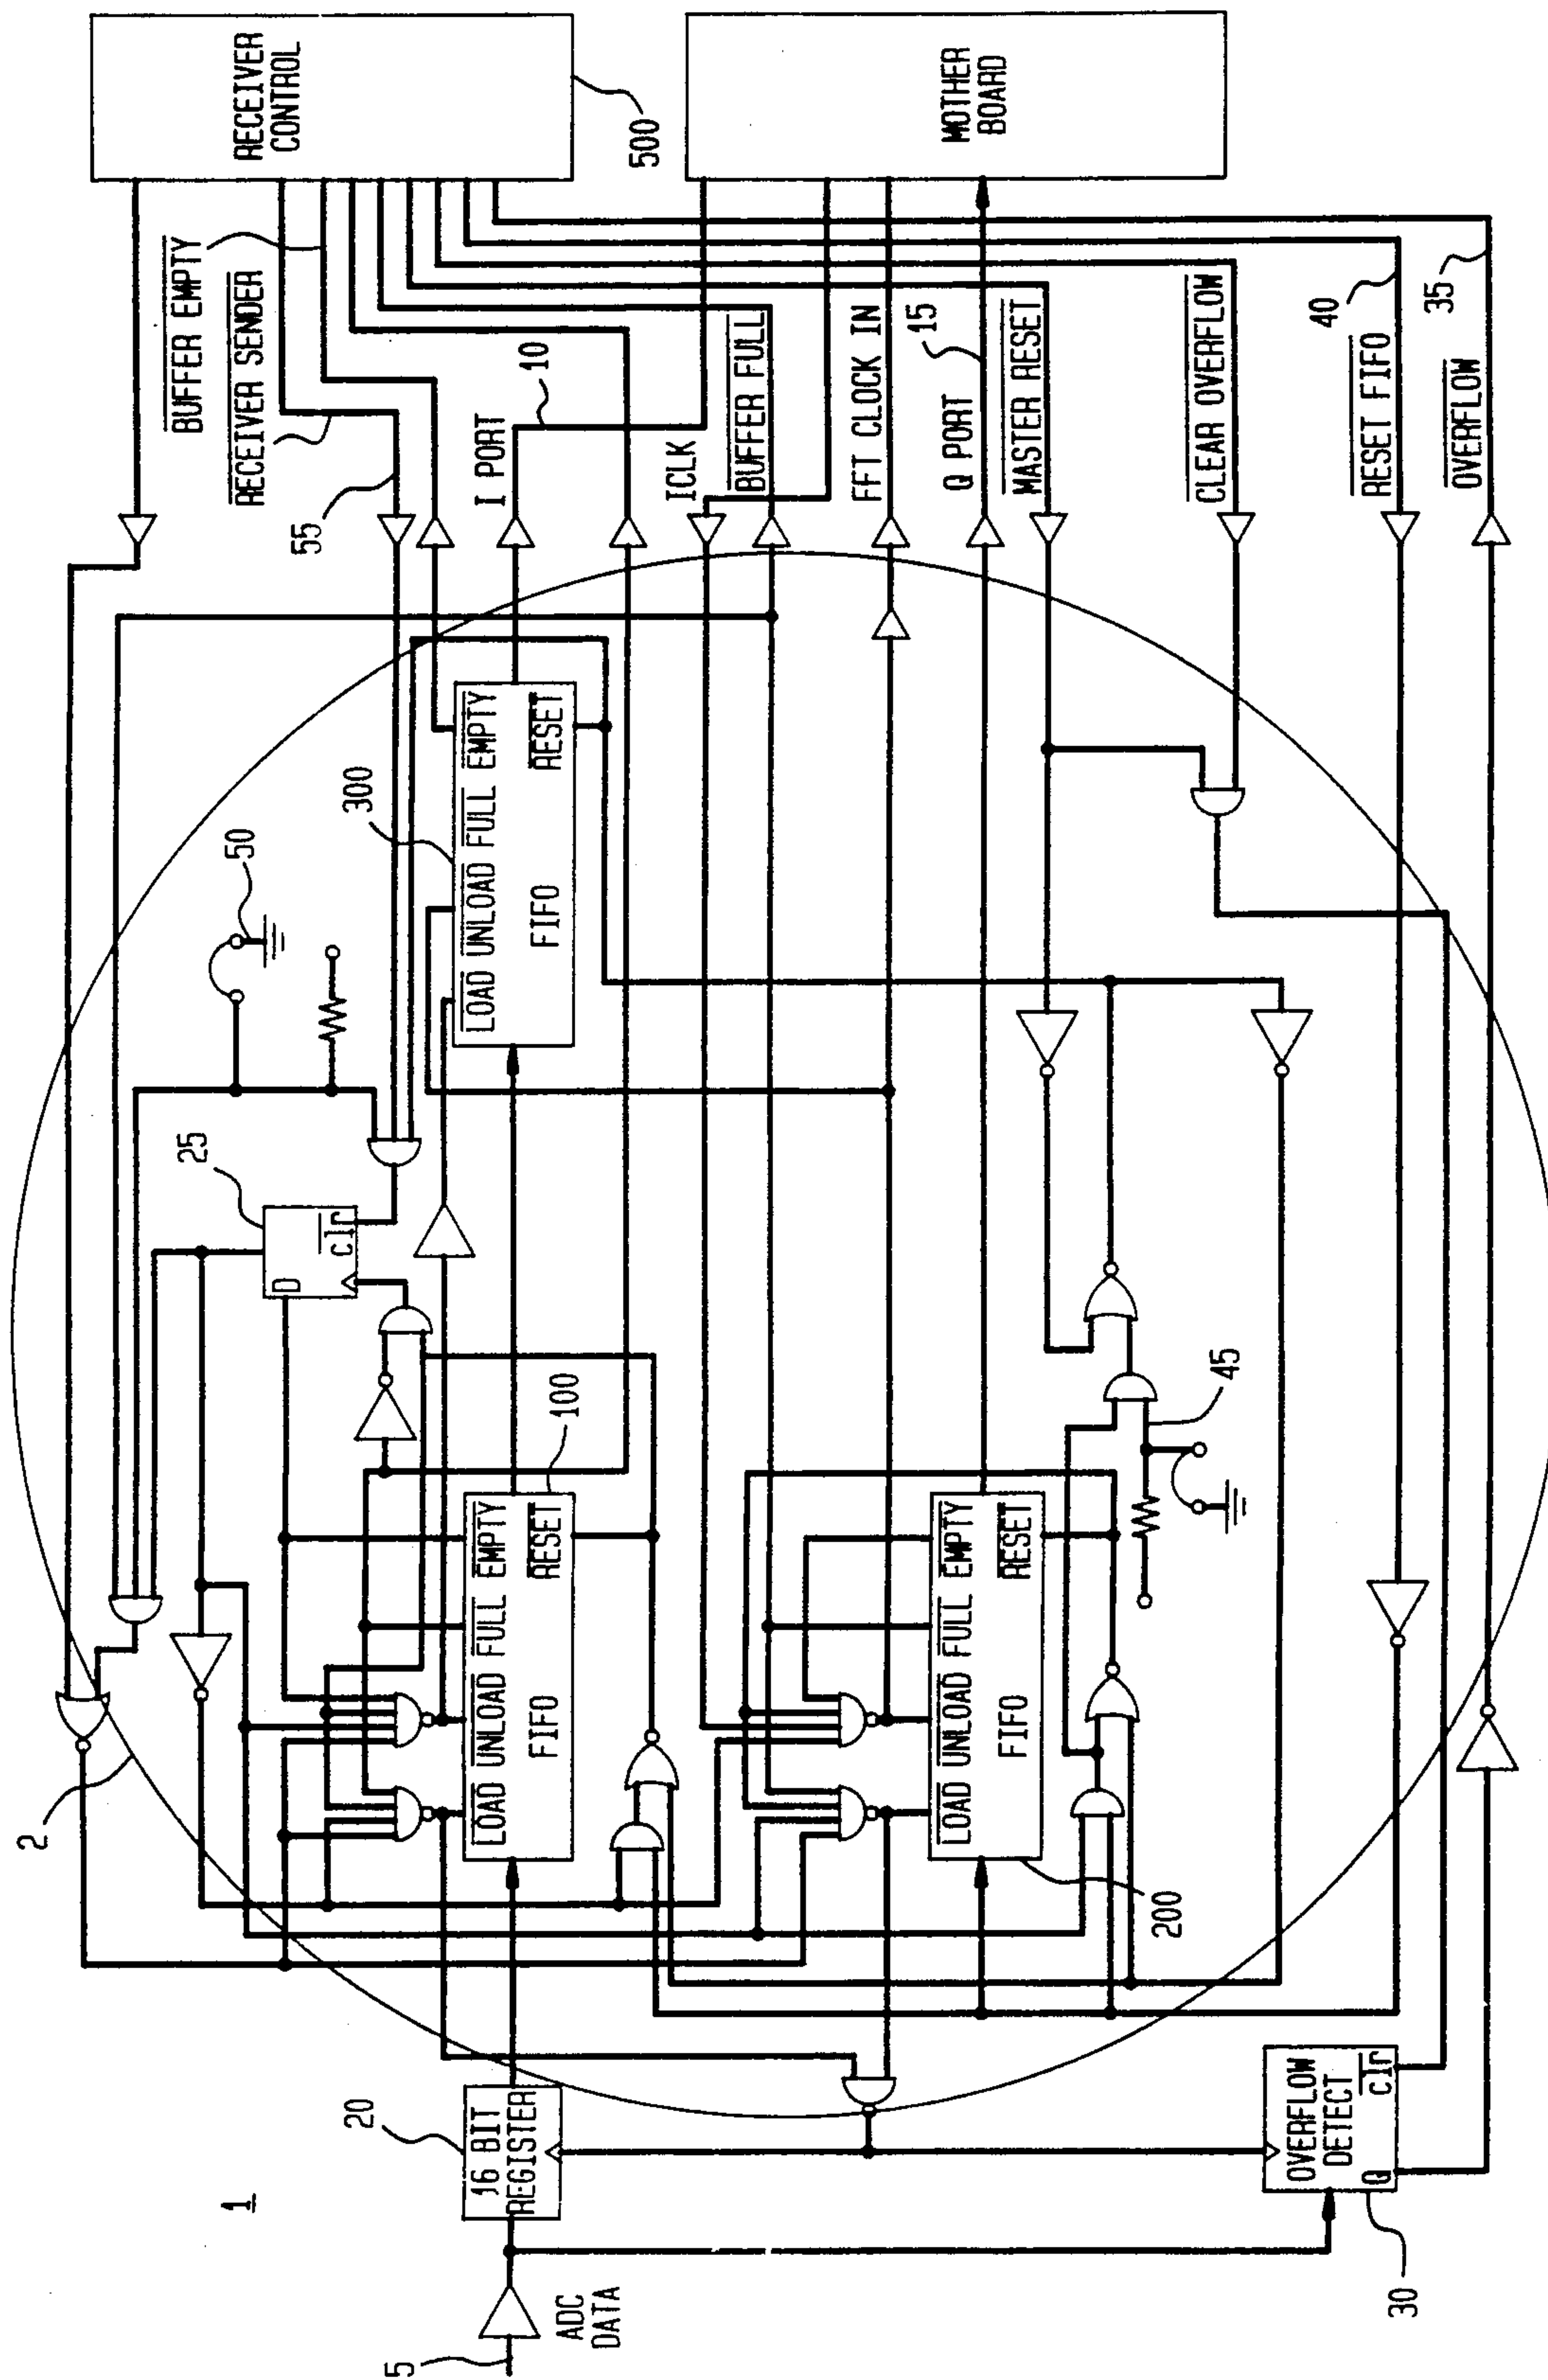 RECEIVER
CONTROL
500
MOTHER
BOARD
BUFFER EMPTY
RECEIVER SENDER
55
I PORT
10
ICLK
BUFFER FULL
FFT CLOCK IN
Q PORT
15
MASTER RESET
CLEAR OVERFLOW
40
RESET FIFO
35
OVERFLOW
50
300
LOAD UNLOAD FULL EMPTY
FIFO
RESET
25
D
clr
100
LOAD UNLOAD FULL EMPTY
FIFO
RESET
45
LOAD UNLOAD FULL EMPTY
FIFO
RESET
200
2
20
16 BIT
REGISTER
1
5
ADC
DATA
OVERFLOW
DETECT
clr
Q
30